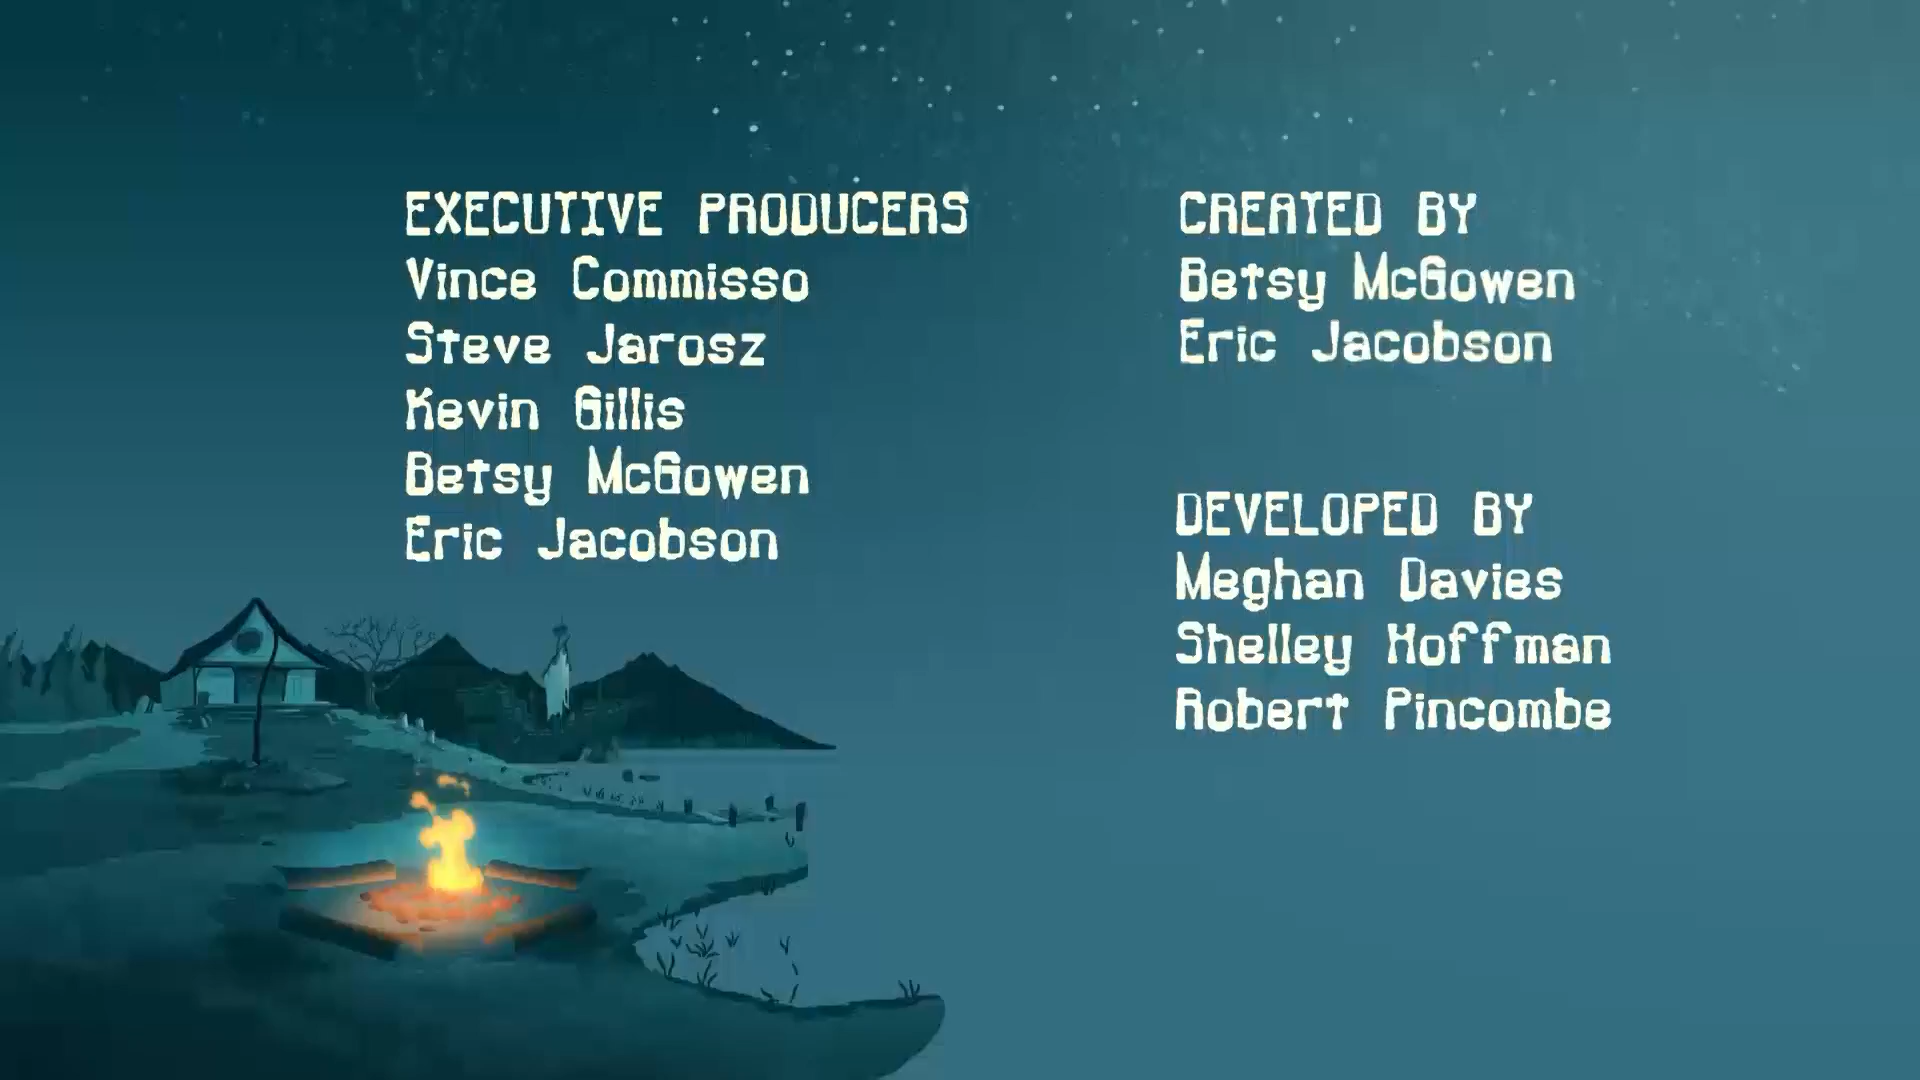 EXECUTIVE PRODUCERS
Vince Commisso
Steve Jarosz
Kevin Gillis
Betsy McGowen
Eric Jacobson
CREATED BY
Betsy McGowen
Eric Jacobson
DEVELOPED BY
Meghan Davies
Shelley Hoffman
Robert Pincombe